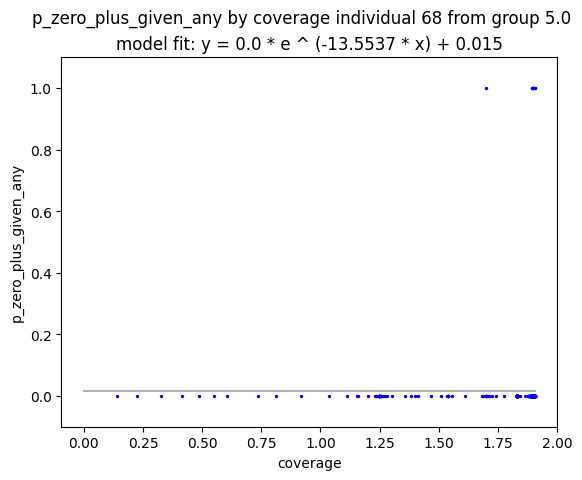 p_zero_plus_given_any by coverage individual 68 from group 5.0
model fit: y = 0.0 * e ^ (-13.5537 * x) + 0.015
1.0
0.8
0.6
0.4
0.2
0.0
p_zero_plus_given_any
0.00 0.25 0.50 0.75 1.00 1.25 1.50 1.75 2.00
coverage